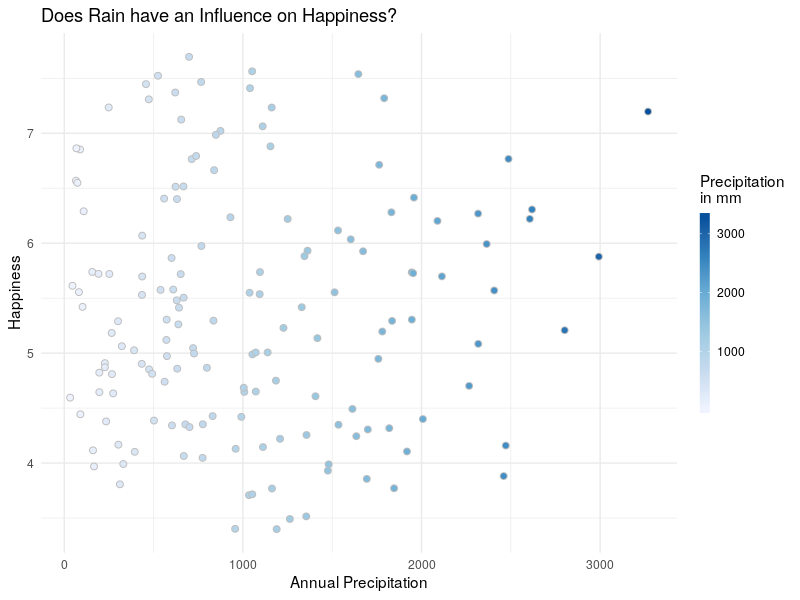 Does Rain have an Influence on Happiness?
Happiness
7
6
5
4
0
1000
2000
3000
Annual Precipitation
Precipitation
in mm
3000
2000
1000